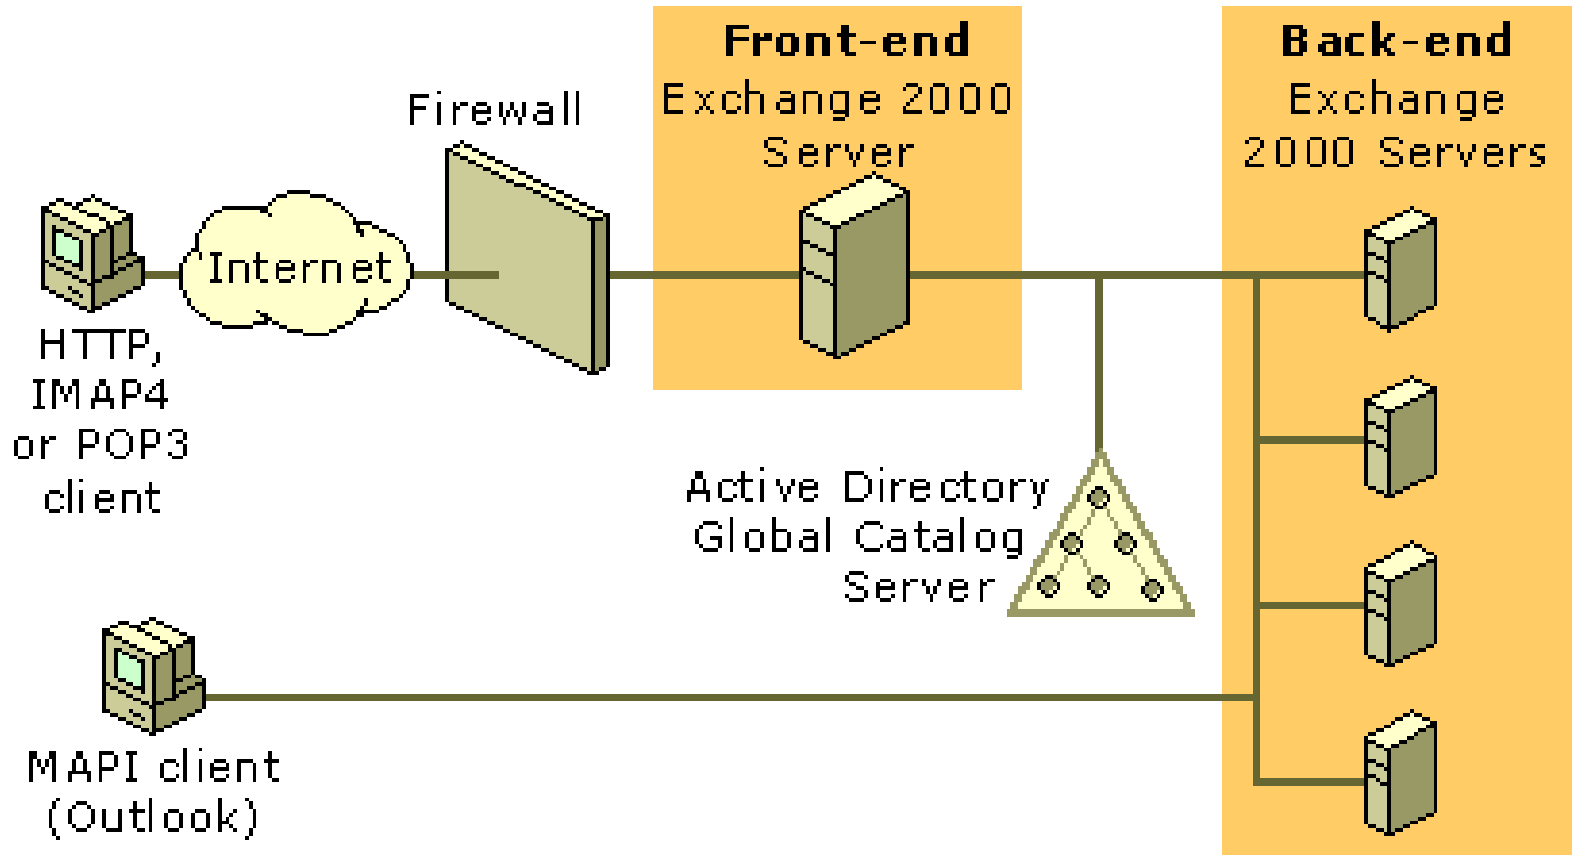 Front-end
Exchange 2000
Server
Back-end
Exchange
2000 Servers
Firewall
Internet
HTTP,
IMAP4
or POP3
client
Active Directory
Global Catalog
Server
MAPI client
(Outlook)